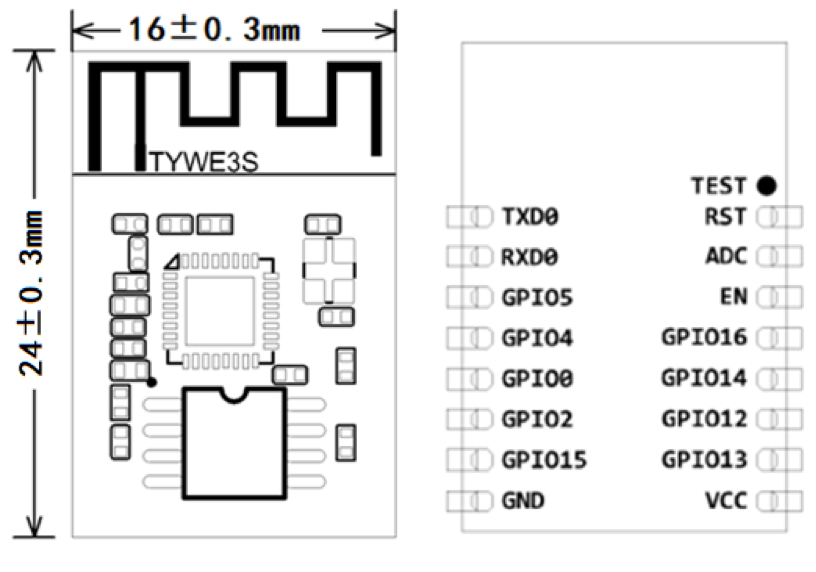 16±0.3mm
24±0.3mm
TYWE3S
TEST
TXD0 RST
RXD0 ADC
GPIO5 EN
GPIO4 GPIO16
GPIO0 GPIO14
GPIO2 GPIO12
GPIO15 GPIO13
GND VCC